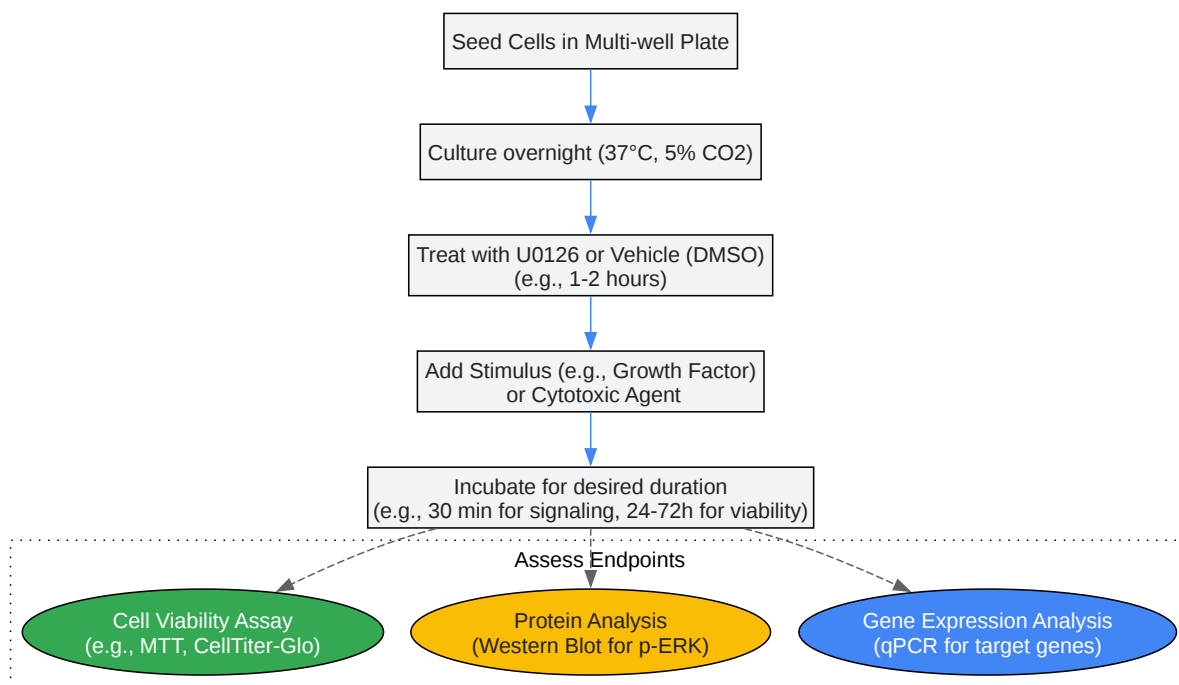 Seed Cells in Multi-well Plate
Culture overnight (37°C, 5% CO2)
Treat with U0126 or Vehicle (DMSO)
(e.g., 1-2 hours)
Add Stimulus (e.g., Growth Factor)
or Cytotoxic Agent
Incubate for desired duration
(e.g., 30 min for signaling, 24-72h for viability)
Assess Endpoints
Cell Viability Assay
(e.g., MTT, CellTiter-Glo)
Protein Analysis
(Western Blot for p-ERK)
Gene Expression Analysis
(qPCR for target genes)